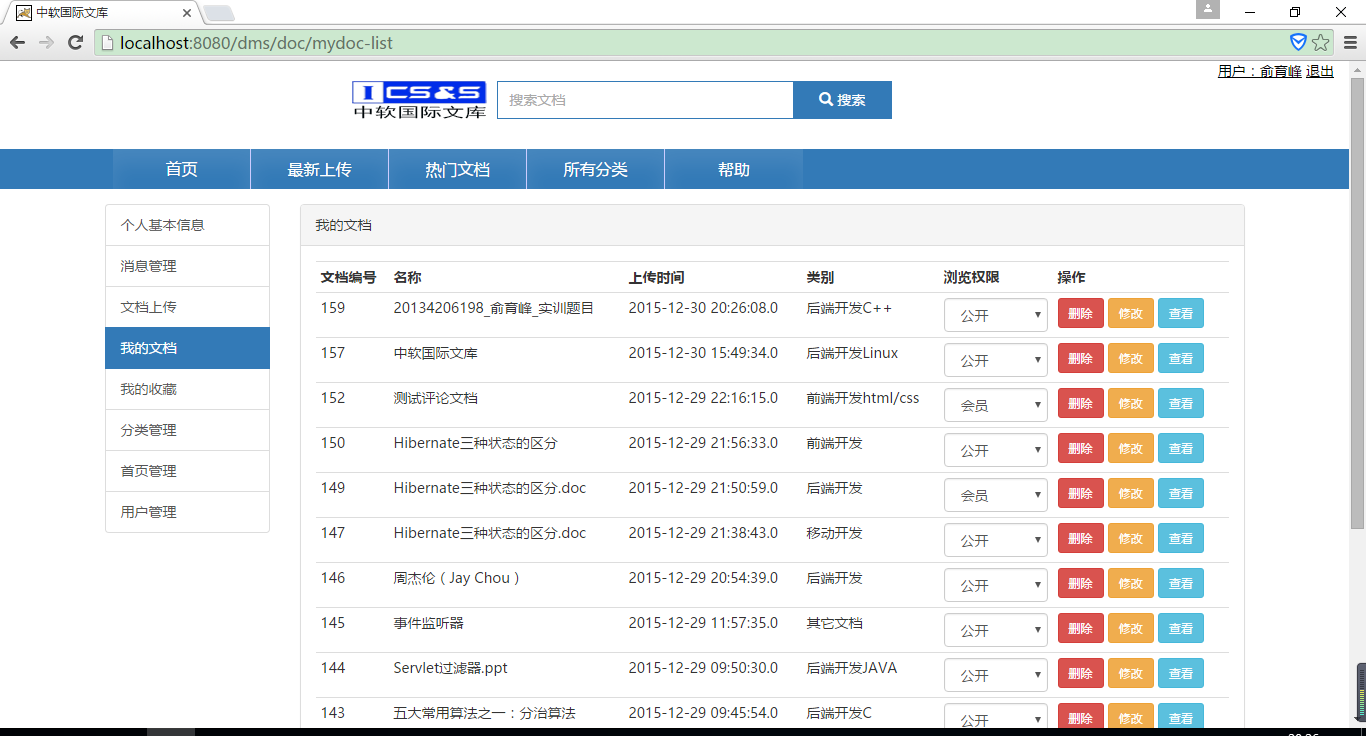 中软国际文库
localhost:8080/dms/doc/mydoc-list
用户：俞育峰 退出
ICS&S
中软国际文库
搜索文档
搜索
首页 最新上传 热门文档 所有分类 帮助
个人基本信息
消息管理
文档上传
我的文档
我的收藏
分类管理
首页管理
用户管理
我的文档
文档编号 名称 上传时间 类别 浏览权限 操作
159 20134206198_俞育峰_实训题目 2015-12-30 20:26:08.0 后端开发C++ 公开 删除 修改 查看
157 中软国际文库 2015-12-30 15:49:34.0 后端开发Linux 公开 删除 修改 查看
152 测试评论文档 2015-12-29 22:16:15.0 前端开发html/css 会员 删除 修改 查看
150 Hibernate三种状态的区分 2015-12-29 21:56:33.0 前端开发 公开 删除 修改 查看
149 Hibernate三种状态的区分.doc 2015-12-29 21:50:59.0 后端开发 会员 删除 修改 查看
147 Hibernate三种状态的区分.doc 2015-12-29 21:38:43.0 移动开发 公开 删除 修改 查看
146 周杰伦（Jay Chou） 2015-12-29 20:54:39.0 后端开发 公开 删除 修改 查看
145 事件监听器 2015-12-29 11:57:35.0 其它文档 公开 删除 修改 查看
144 Servlet过滤器.ppt 2015-12-29 09:50:30.0 后端开发JAVA 公开 删除 修改 查看
143 五大常用算法之一：分治算法 2015-12-29 09:45:54.0 后端开发C 公开 删除 修改 查看